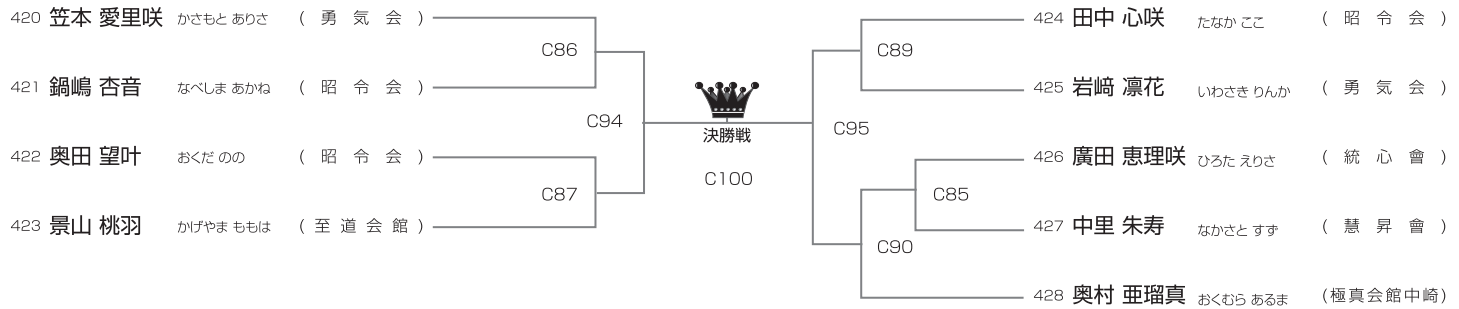 420 笠本 愛里咲 かさもと ありさ (勇気会)
C86
421 鍋嶋 杏音 なべしま あかね (昭令会)
C94
422 奥田 望叶 おくだ のの (昭令会)
C87
423 景山 桃羽 かげやま ももは (至道会館)
決勝戦
C100
424 田中 心咲 たなか ここ (昭令会)
C89
425 岩﨑 凛花 いわさき りんか (勇気会)
C95
426 廣田 恵理咲 ひろた えりさ (統心會)
C85
427 中里 朱寿 なかさと すず (慧昇會)
C90
428 奥村 亜瑠真 おくむら あるま (極真会館中崎)